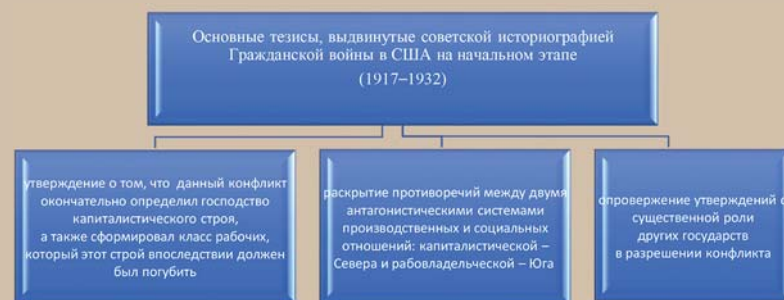 Основные тезисы, выдвинутые советской историографией
Гражданской войны в США на начальном этапе
(1917–1932)
утверждение о том, что данный конфликт
окончательно определил господство
капиталистического строя,
а также сформировал класс рабочих,
который этот строй впоследствии должен
был погубить
раскрытие противоречий между двумя
антагонистическими системами
производственных и социальных
отношений: капиталистической –
Севера и рабовладельческой – Юга
опровержение утверждений о
существенной роли
других государств
в разрешении конфликта